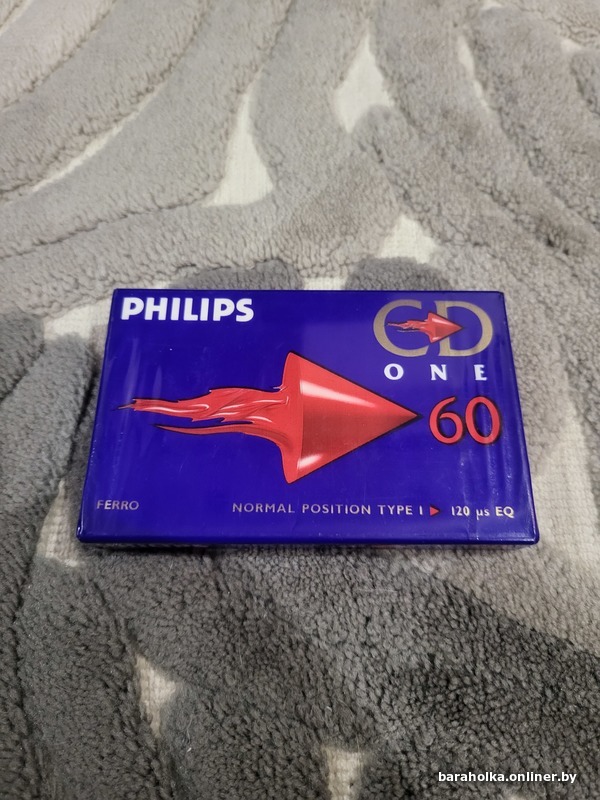 PHILIPS
CD
ONE
60
FERRO
NORMAL POSITION TYPE I ▶ 120 µs EQ
baraholka.onliner.by